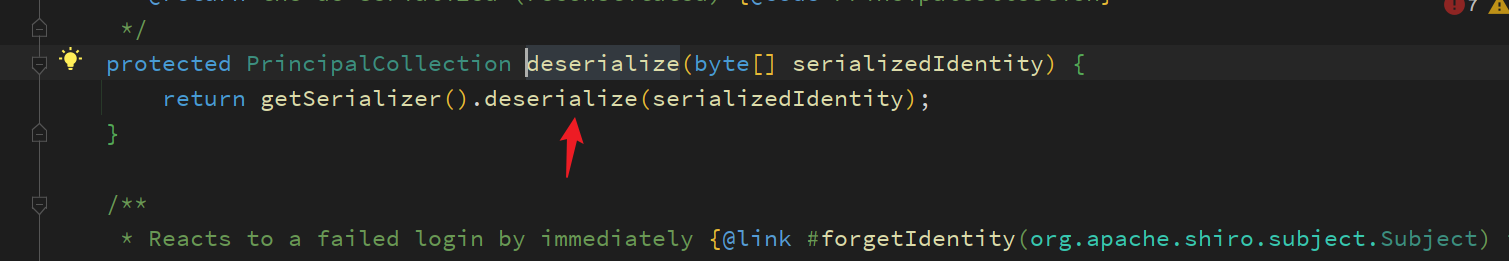 */
protected PrincipalCollection deserialize(byte[] serializedIdentity) {
return getSerializer().deserialize(serializedIdentity);
}
/**
* Reacts to a failed login by immediately {@link #forgetIdentity(org.apache.shiro.subject.Subject)
7